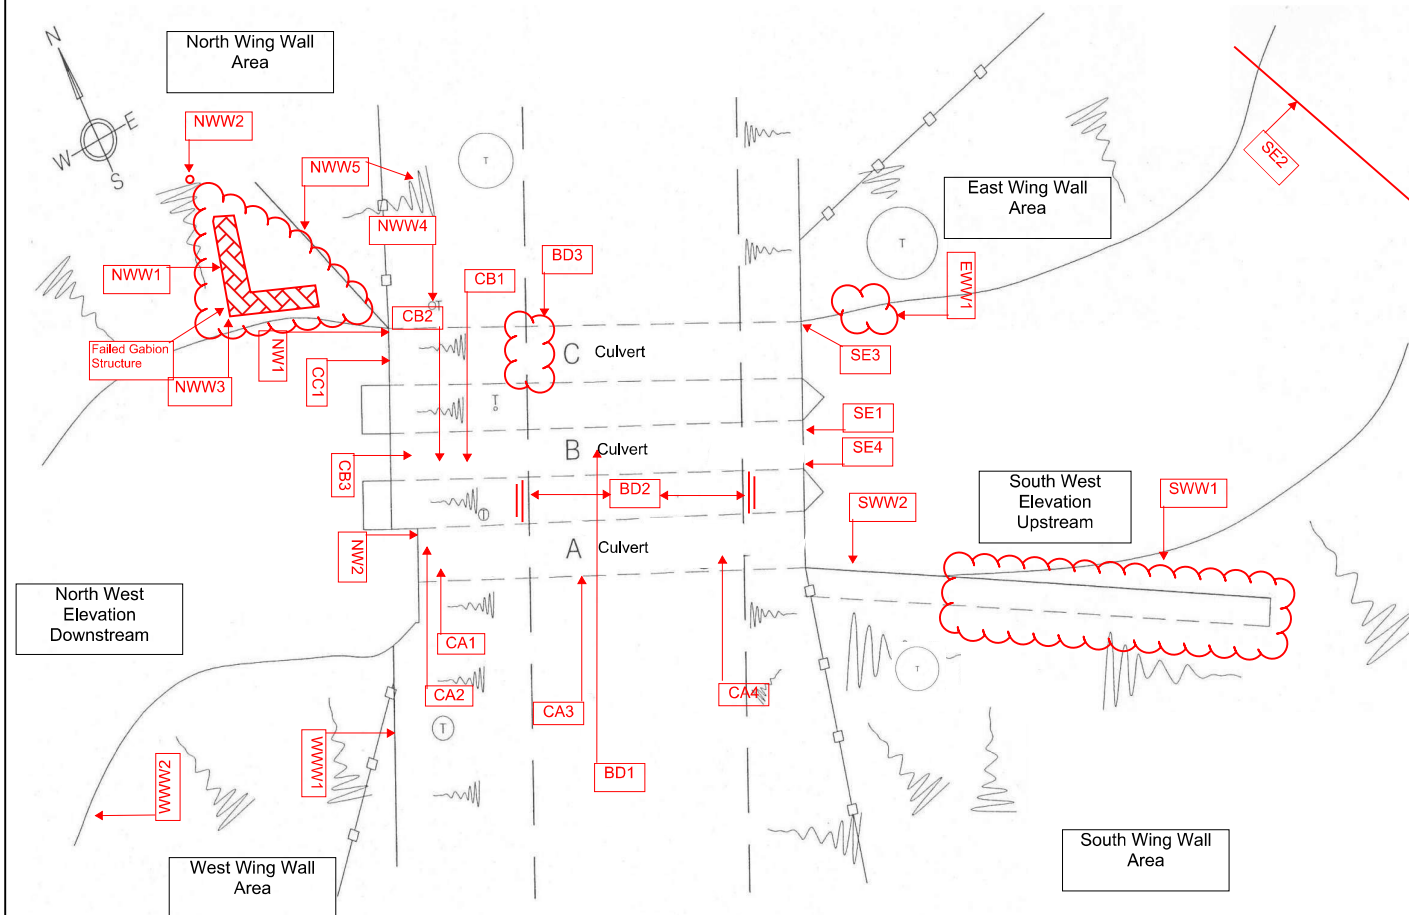 North Wing Wall
Area
N
E
W
S
NWW2
NWW5
T
East Wing Wall
Area
SE2
T
NWW4
BD3
EWW1
NWW1
CB1
CB2
T
Failed Gabion
Structure
NW1
C Culvert
SE3
NWW3
CC1
T
SE1
B Culvert
SE4
CB3
BD2
South West
Elevation
Upstream
SWW1
SWW2
T
NW2
A Culvert
North West
Elevation
Downstream
CA1
T
CA2
CA3
CA4
T
WWW1
WWW2
BD1
West Wing Wall
Area
South Wing Wall
Area